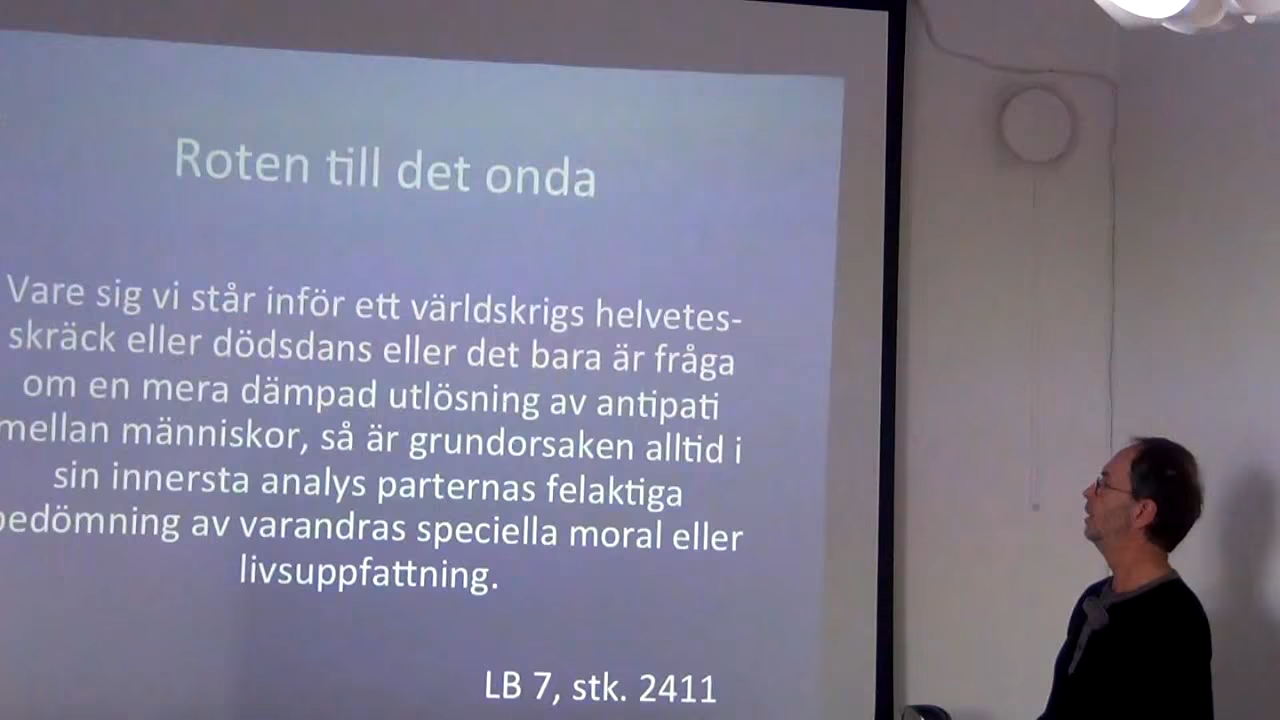 Roten till det onda
Vare sig vi står inför ett världskrigs helvetes-
skräck eller dödsdans eller det bara är fråga
om en mera dämpad utlösning av antipati
mellan människor, så är grundorsaken alltid i
sin innersta analys parternas felaktiga
bedömning av varandras speciella moral eller
livsuppfattning.
LB 7, stk. 2411